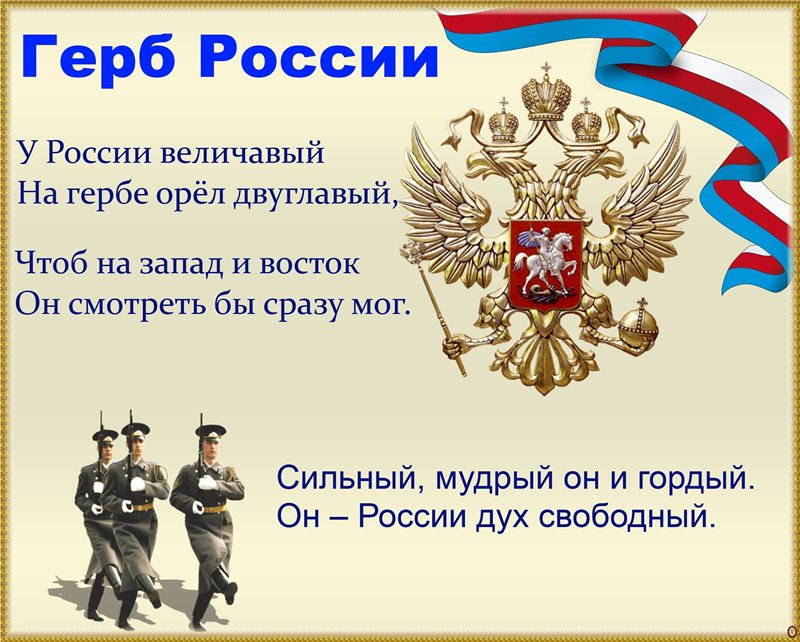 Герб России
У России величавый
На гербе орёл двуглавый,
Чтоб на запад и восток
Он смотреть бы сразу мог.
Сильный, мудрый он и гордый.
Он – России дух свободный.